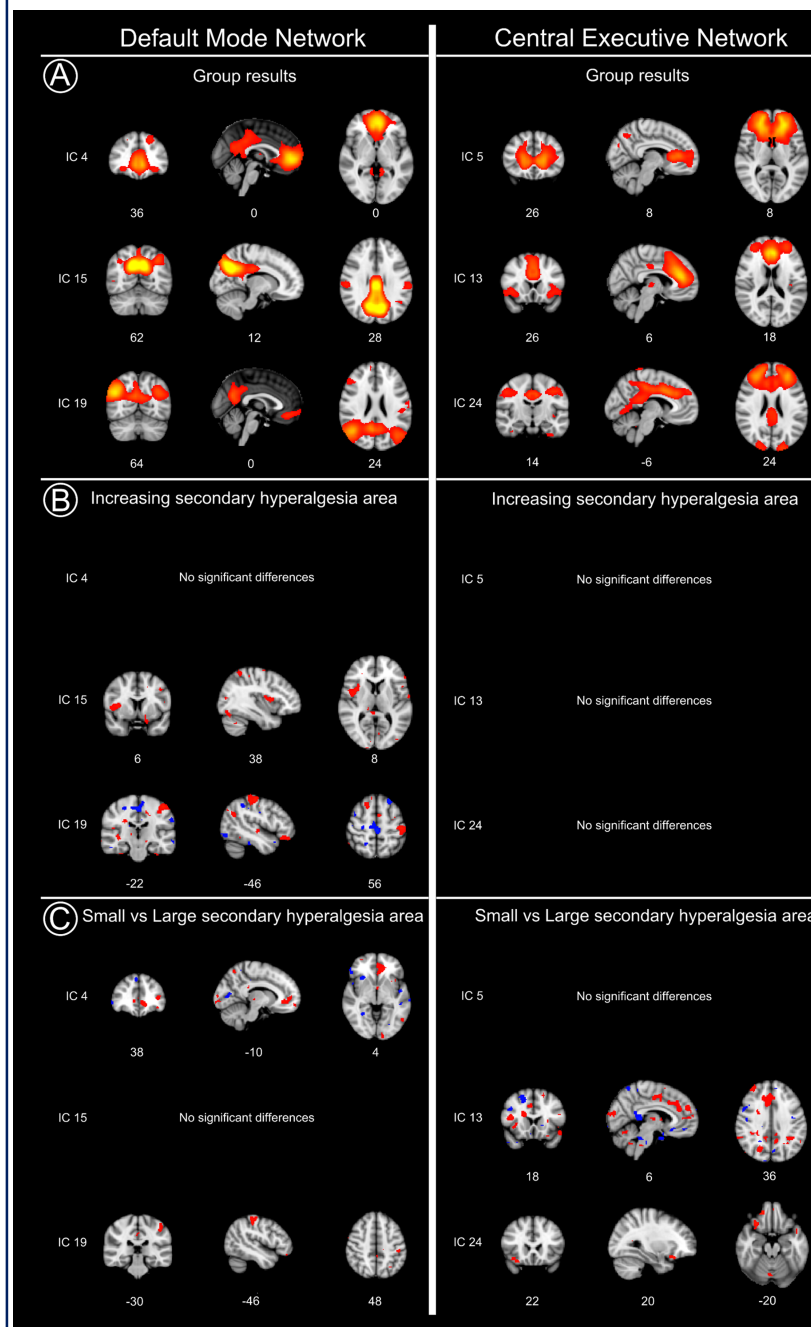 Default Mode Network
Central Executive Network
A
Group results
Group results
IC 4
36
0
0
IC 5
26
8
8
IC 15
62
12
28
IC 13
26
6
18
IC 19
64
0
24
IC 24
14
-6
24
B
Increasing secondary hyperalgesia area
Increasing secondary hyperalgesia area
IC 4
No significant differences
IC 5
No significant differences
IC 15
6
38
8
IC 13
No significant differences
IC 19
-22
-46
56
IC 24
No significant differences
C
Small vs Large secondary hyperalgesia area
Small vs Large secondary hyperalgesia area
IC 4
38
-10
4
IC 5
No significant differences
IC 15
No significant differences
IC 13
18
6
36
IC 19
-30
-46
48
IC 24
22
20
-20